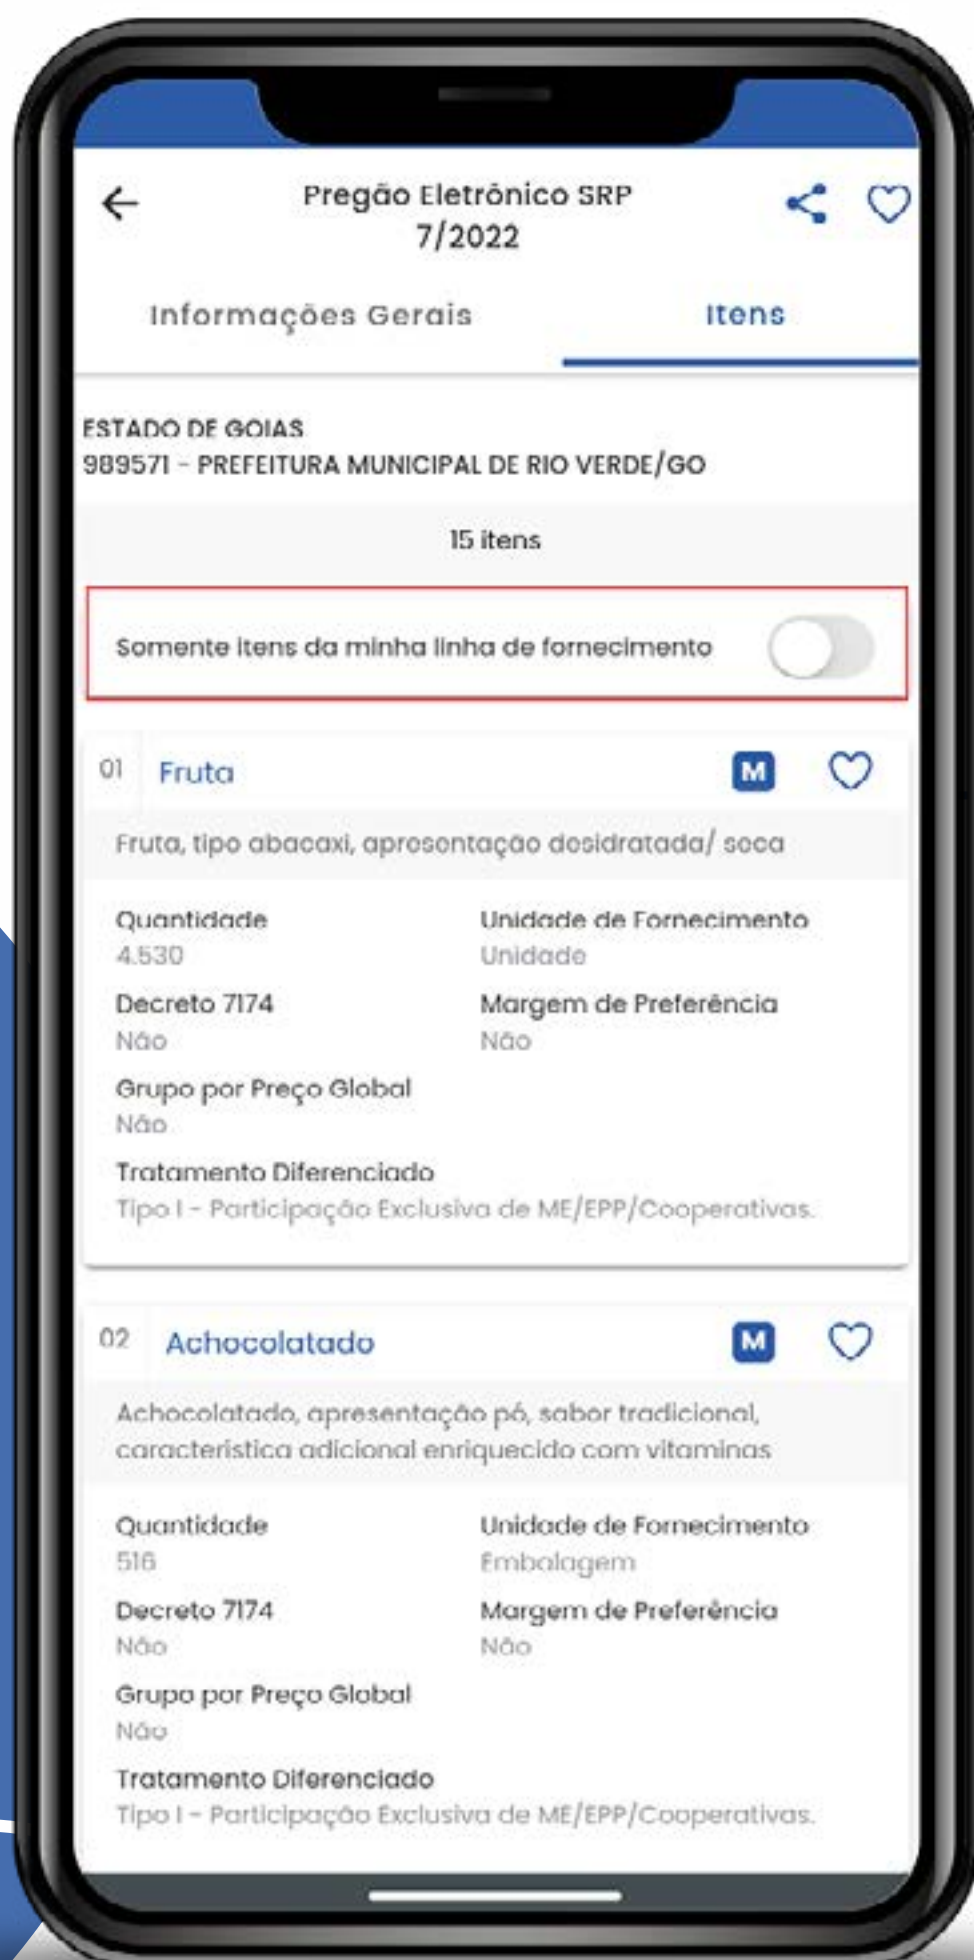 Pregão Eletrônico SRP
7/2022
Informações Gerais
Itens
ESTADO DE GOIAS
989571 - PREFEITURA MUNICIPAL DE RIO VERDE/GO
15 itens
Somente itens da minha linha de fornecimento
01 Fruta M
Fruta, tipo abacaxi, apresentação desidratada/ seca
Quantidade Unidade de Fornecimento
4.530 Unidade
Decreto 7174 Margem de Preferência
Não Não
Grupo por Preço Global
Não
Tratamento Diferenciado
Tipo I - Participação Exclusiva de ME/EPP/Cooperativas.
02 Achocolatado M
Achocolatado, apresentação pó, sabor tradicional,
característica adicional enriquecido com vitaminas
Quantidade Unidade de Fornecimento
516 Embalagem
Decreto 7174 Margem de Preferência
Não Não
Grupo por Preço Global
Não
Tratamento Diferenciado
Tipo I - Participação Exclusiva de ME/EPP/Cooperativas.